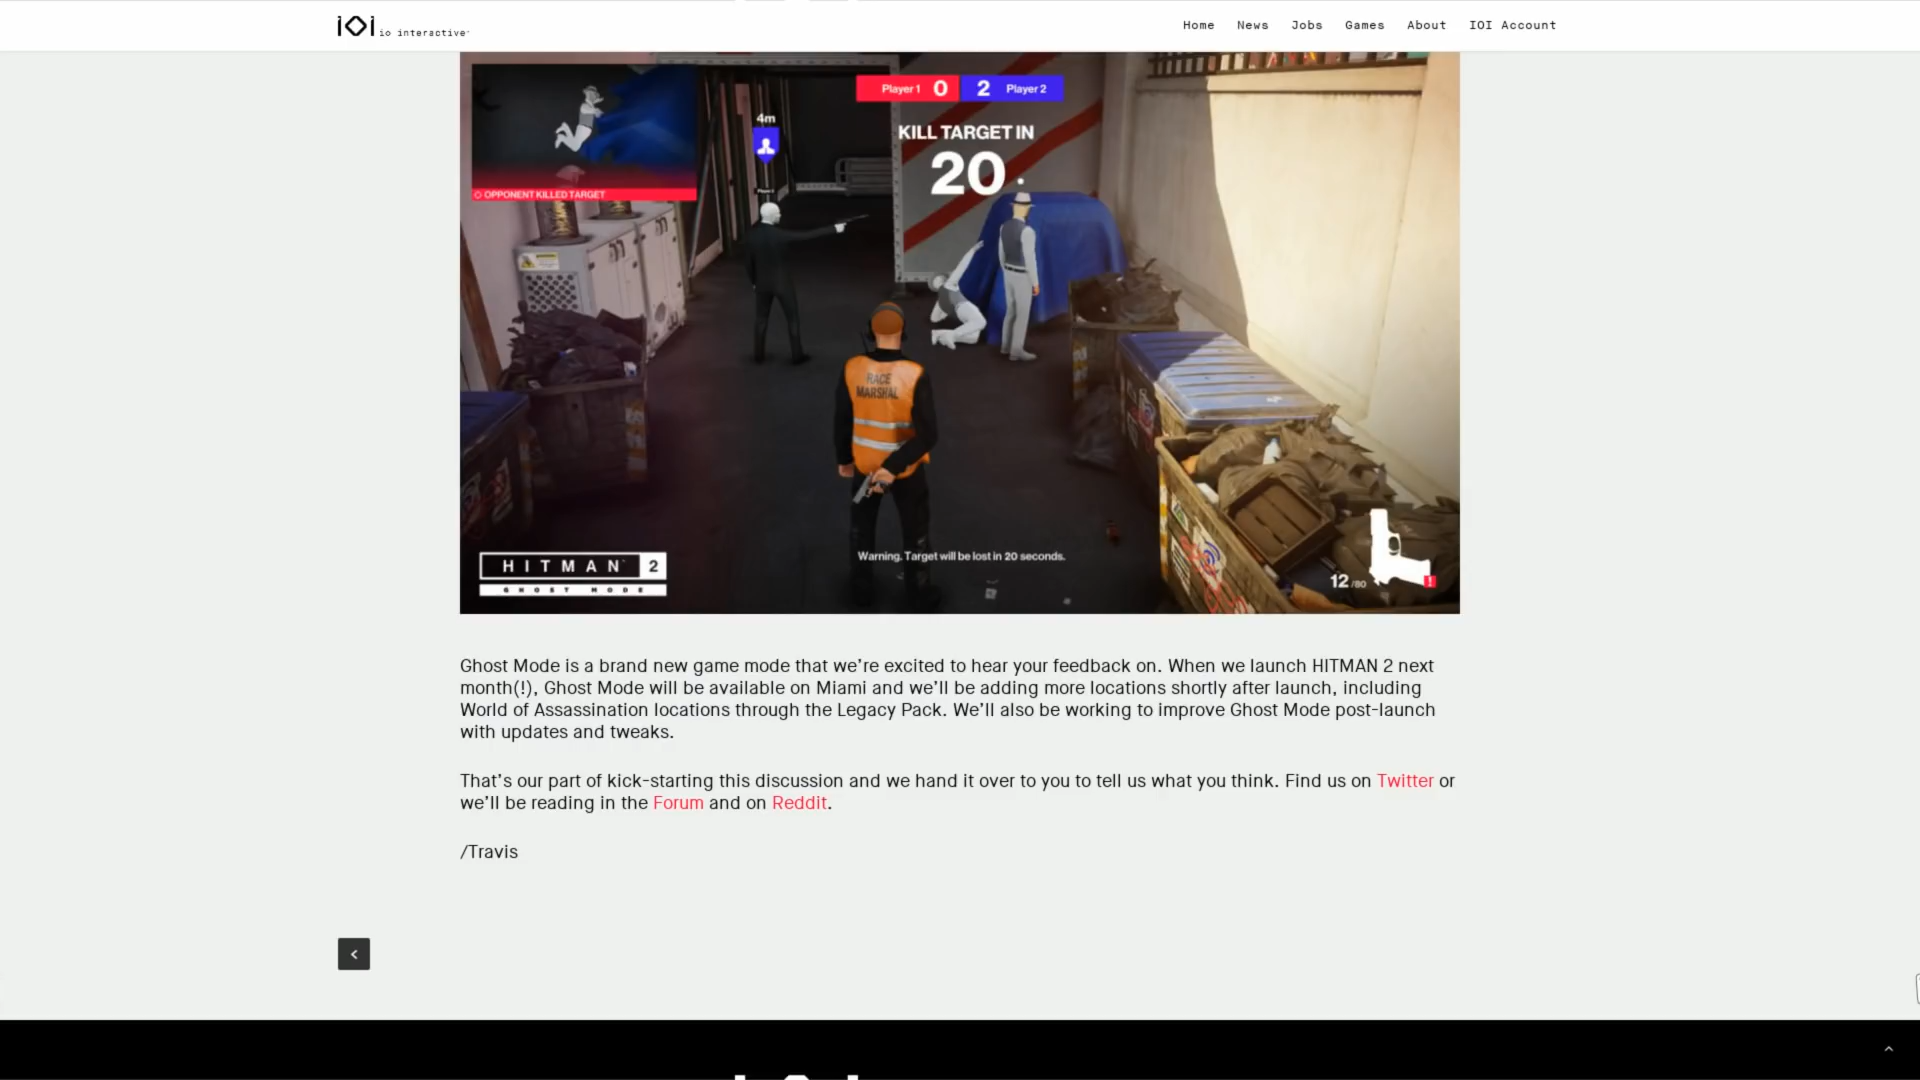 IOI io interactive
Home News Jobs Games About IOI Account
Player 1 0 2 Player 2
4m
KILL TARGET IN
20
OPPONENT KILLED TARGET
RACE
MARSHAL
Warning. Target will be lost in 20 seconds.
HITMAN 2
GHOST MODE
12/80
Ghost Mode is a brand new game mode that we’re excited to hear your feedback on. When we launch HITMAN 2 next
month(!), Ghost Mode will be available on Miami and we’ll be adding more locations shortly after launch, including
World of Assassination locations through the Legacy Pack. We’ll also be working to improve Ghost Mode post-launch
with updates and tweaks.
That’s our part of kick-starting this discussion and we hand it over to you to tell us what you think. Find us on Twitter or
we’ll be reading in the Forum and on Reddit.
/Travis